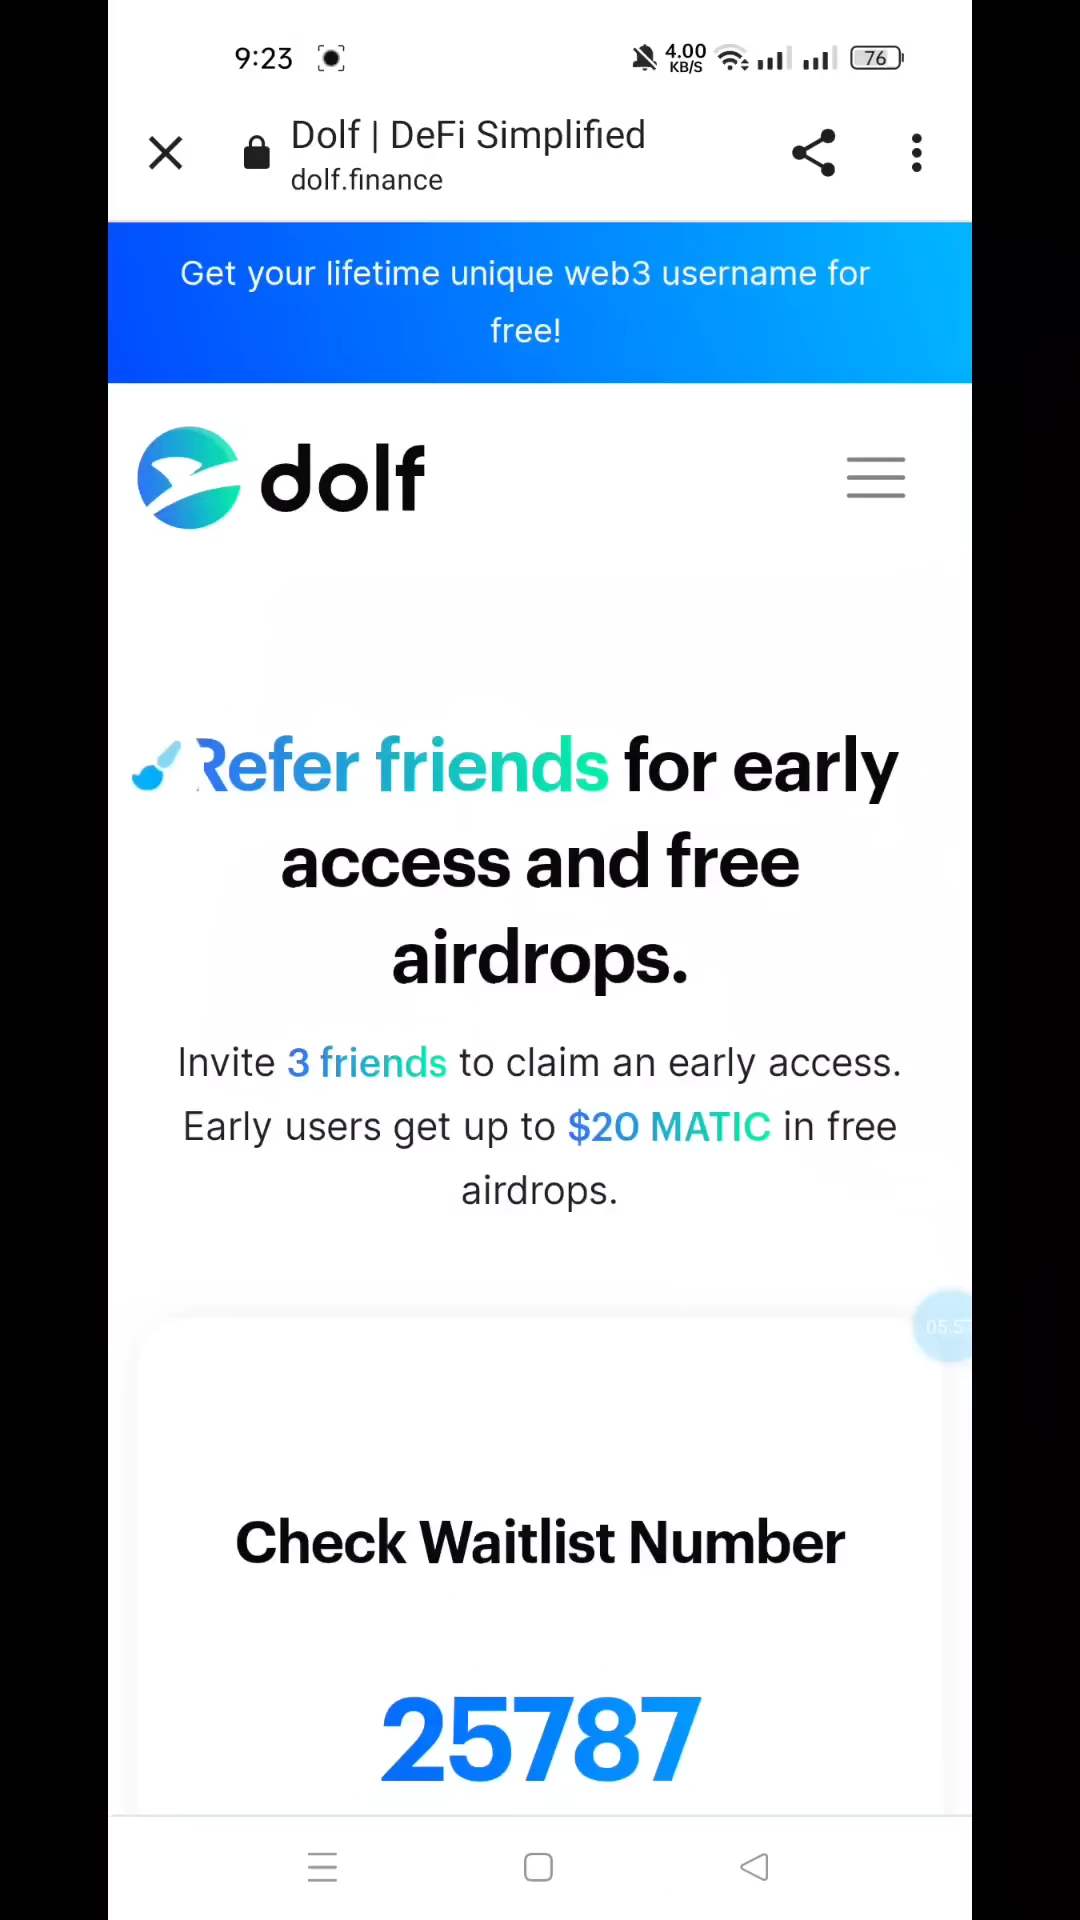 9:23
4.00
KB/S
76
Dolf | DeFi Simplified
dolf.finance
Get your lifetime unique web3 username for
free!
dolf
Refer friends for early
access and free
airdrops.
Invite 3 friends to claim an early access.
Early users get up to $20 MATIC in free
airdrops.
Check Waitlist Number
25787